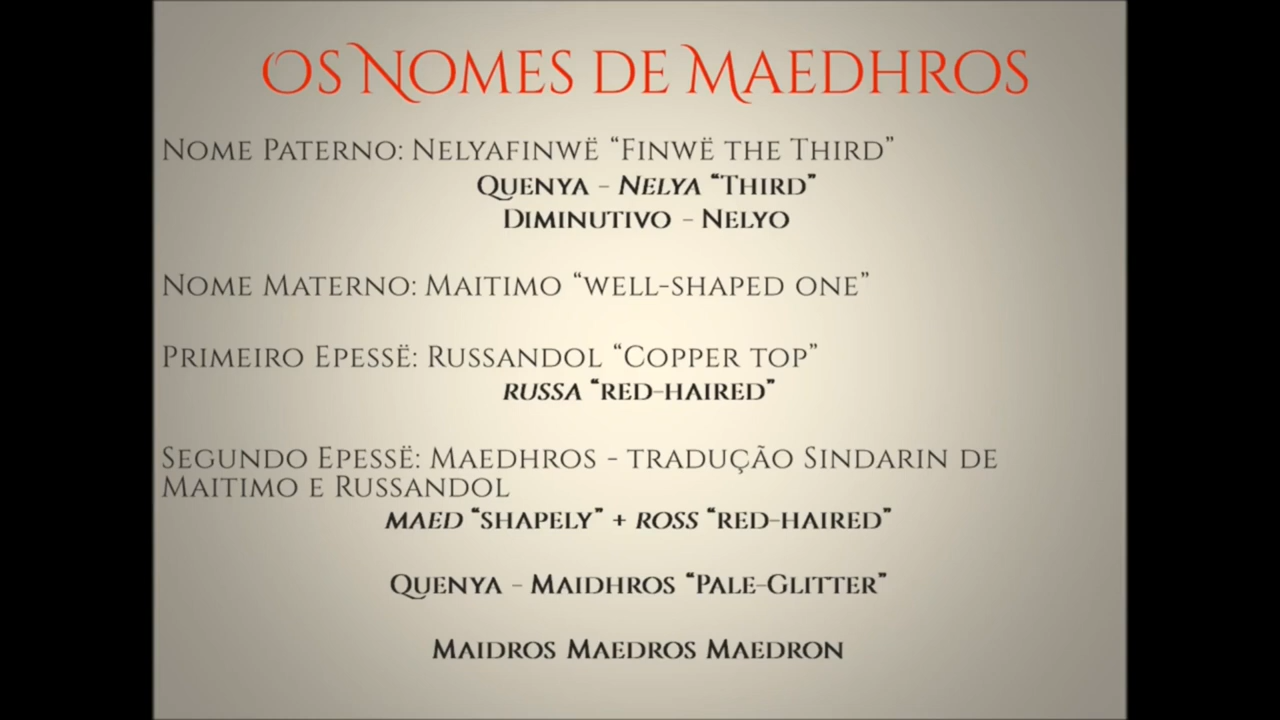 Os Nomes de Maedhros
Nome Paterno: Nelyafinwë “Finwë the Third”
Quenya - Nelya “Third”
Diminutivo - Nelyo
Nome Materno: Maitimo “well-shaped one”
Primeiro Epessë: Russandol “Copper top”
russa “red-haired”
Segundo Epessë: Maedhros - tradução Sindarin de
Maitimo e Russandol
maed “shapely” + ross “red-haired”
Quenya - Maidhros “Pale-Glitter”
Maidros Maedros Maedron